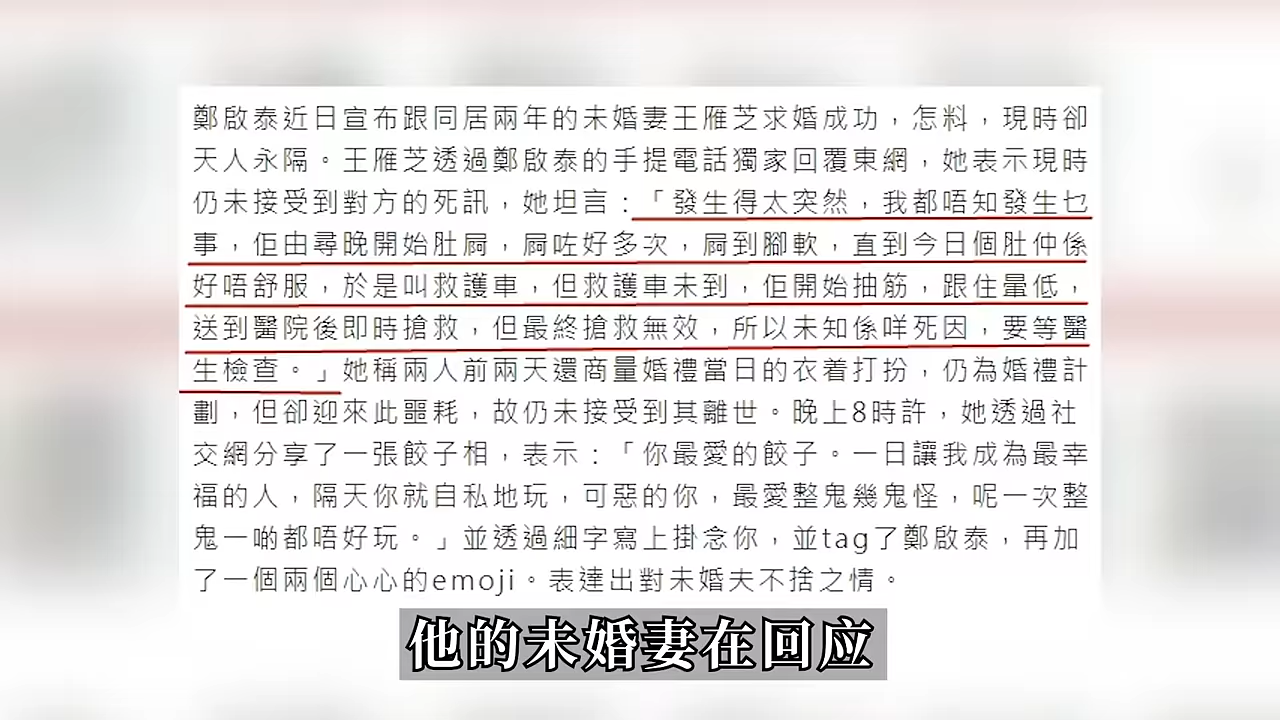 鄭啟泰近日宣布跟同居兩年的未婚妻王雁芝求婚成功，怎料，現時卻
天人永隔。王雁芝透過鄭啟泰的手提電話獨家回覆東網，她表示現時
仍未接受到對方的死訊，她坦言：「發生得太突然，我都唔知發生乜
事，佢由尋晚開始肚屙，屙咗好多次，屙到腳軟，直到今日個肚仲係
好唔舒服，於是叫救護車，但救護車未到，佢開始抽筋，跟住暈低，
送到醫院後即時搶救，但最終搶救無效，所以未知係咩死因，要等醫
生檢查。」她稱兩人前兩天還商量婚禮當日的衣着打扮，仍為婚禮計
劃，但卻迎來此噩耗，故仍未接受到其離世。晚上8時許，她透過社
交網分享了一張餃子相，表示：「你最愛的餃子。一日讓我成為最幸
福的人，隔天你就自私地玩，可惡的你，最愛整鬼幾鬼怪，呢一次整
鬼一啲都唔好玩。」並透過細字寫上掛念你，並tag了鄭啟泰，再加
了一個兩個心心的emoji。表達出對未婚夫不捨之情。
他的未婚妻在回应